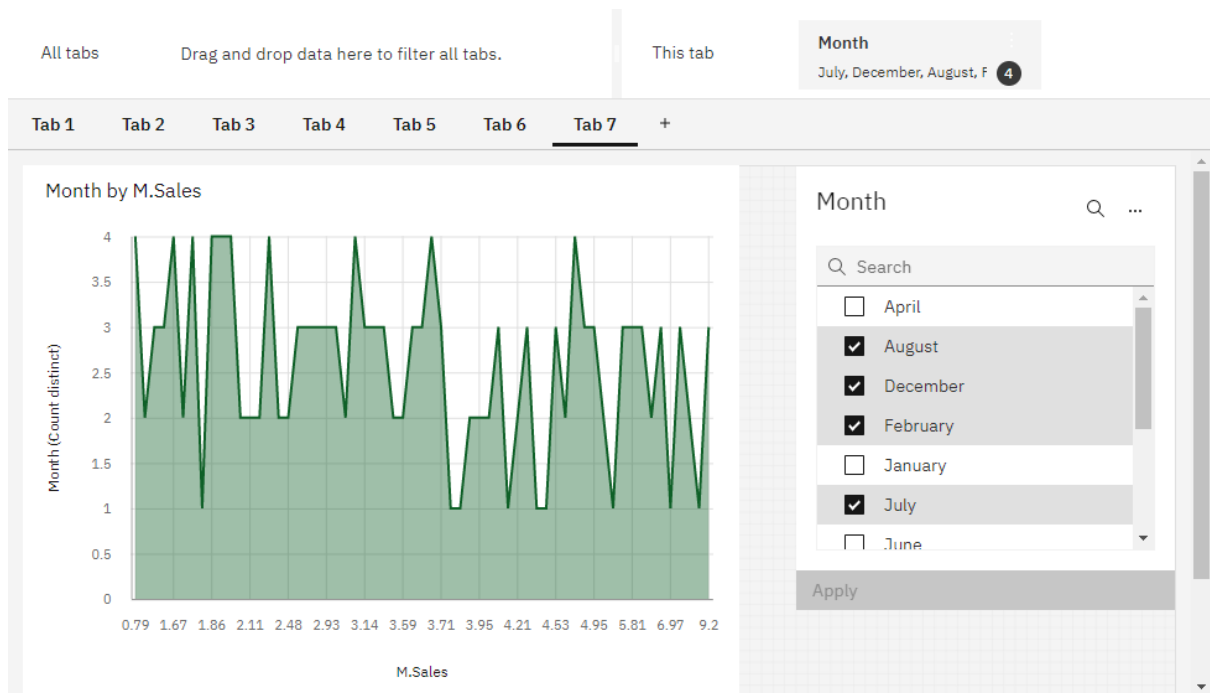 All tabs
Drag and drop data here to filter all tabs.
This tab
Month
July, December, August, F
4
Tab 1 Tab 2 Tab 3 Tab 4 Tab 5 Tab 6 Tab 7 +
Month by M.Sales
4
3.5
3
2.5
2
1.5
1
0.5
0
Month (Count distinct)
0.79 1.67 1.86 2.11 2.48 2.93 3.14 3.59 3.71 3.95 4.21 4.53 4.95 5.81 6.97 9.2
M.Sales
Month
...
Search
April
August
December
February
January
July
June
Apply